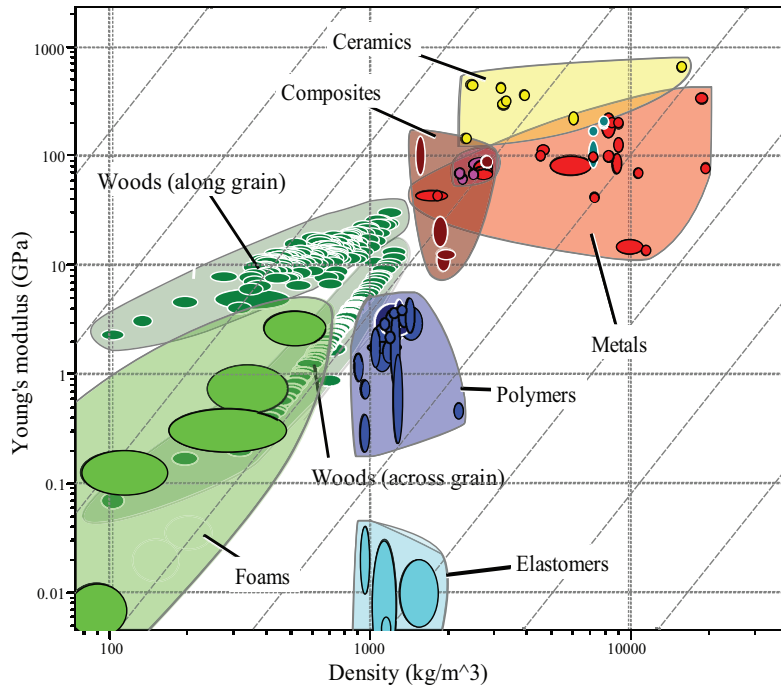 Ceramics
Composites
Woods (along grain)
Metals
Polymers
Woods (across grain)
Foams
Elastomers
Young's modulus (GPa)
1000
100
10
1
0.1
0.01
100
1000
10000
Density (kg/m^3)